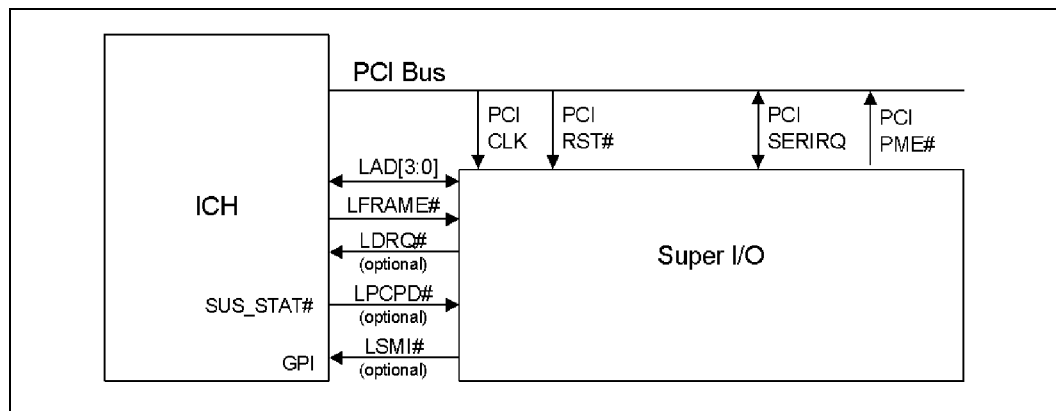 PCI Bus
PCI
CLK
PCI
RST#
PCI
SERIRQ
PCI
PME#
ICH
LAD[3:0]
LFRAME#
LDRQ#
(optional)
SUS_STAT#
LPCPD#
(optional)
GPI
LSMI#
(optional)
Super I/O